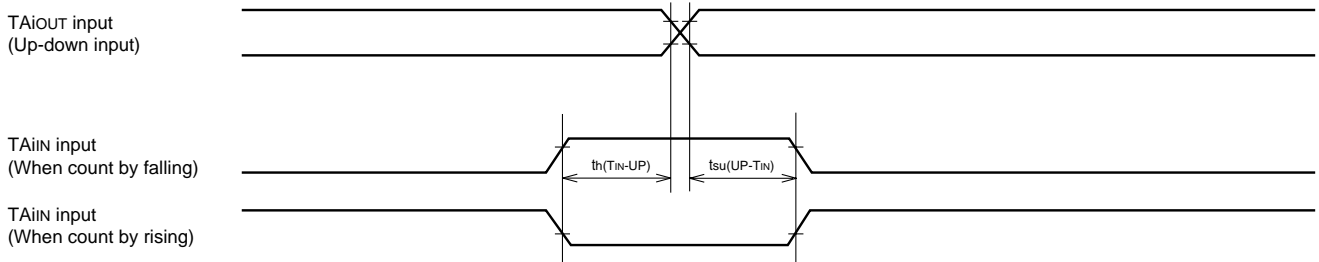 TAiOUT input
(Up-down input)
TAiIN input
(When count by falling)
th(TIN-UP)
tsu(UP-TIN)
TAiIN input
(When count by rising)